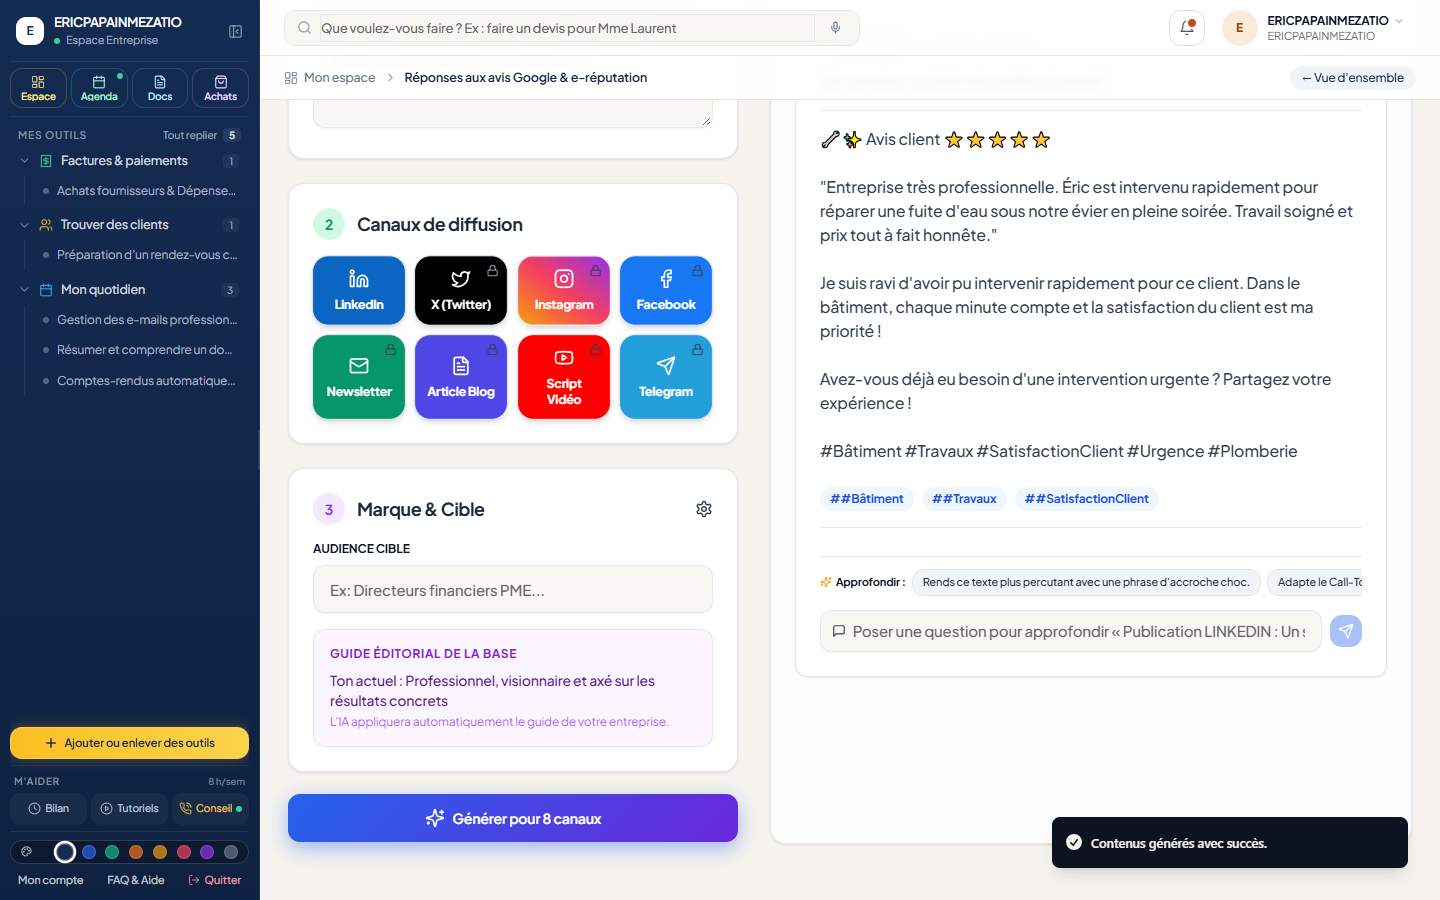 E
ERICPAPAINMEZATIO
Espace Entreprise
Espace
Agenda
Docs
Achats
MES OUTILS
Tout replier 5
Factures & paiements 1
Achats fournisseurs & Dépense...
Trouver des clients 1
Préparation d'un rendez-vous c...
Mon quotidien 3
Gestion des e-mails profession...
Résumer et comprendre un do...
Comptes-rendus automatique...
+ Ajouter ou enlever des outils
M'AIDER 8 h/sem
Bilan
Tutoriels
Conseil
Mon compte
FAQ & Aide
Quitter
Que voulez-vous faire ? Ex : faire un devis pour Mme Laurent
E
ERICPAPAINMEZATIO
ERICPAPAINMEZATIO
Mon espace > Réponses aux avis Google & e-réputation
← Vue d'ensemble
2 Canaux de diffusion
LinkedIn
X (Twitter)
Instagram
Facebook
Newsletter
Article Blog
Script
Vidéo
Telegram
3 Marque & Cible
AUDIENCE CIBLE
Ex: Directeurs financiers PME...
GUIDE ÉDITORIAL DE LA BASE
Ton actuel : Professionnel, visionnaire et axé sur les
résultats concrets
L'IA appliquera automatiquement le guide de votre entreprise.
Générer pour 8 canaux
Avis client
"Entreprise très professionnelle. Éric est intervenu rapidement pour
réparer une fuite d'eau sous notre évier en pleine soirée. Travail soigné et
prix tout à fait honnête."
Je suis ravi d'avoir pu intervenir rapidement pour ce client. Dans le
bâtiment, chaque minute compte et la satisfaction du client est ma
priorité !
Avez-vous déjà eu besoin d'une intervention urgente ? Partagez votre
expérience !
#Bâtiment #Travaux #SatisfactionClient #Urgence #Plomberie
##Bâtiment
##Travaux
##SatisfactionClient
Approfondir :
Rends ce texte plus percutant avec une phrase d'accroche choc.
Adapte le Call-To
Poser une question pour approfondir « Publication LINKEDIN : Un s
Contenus générés avec succès.